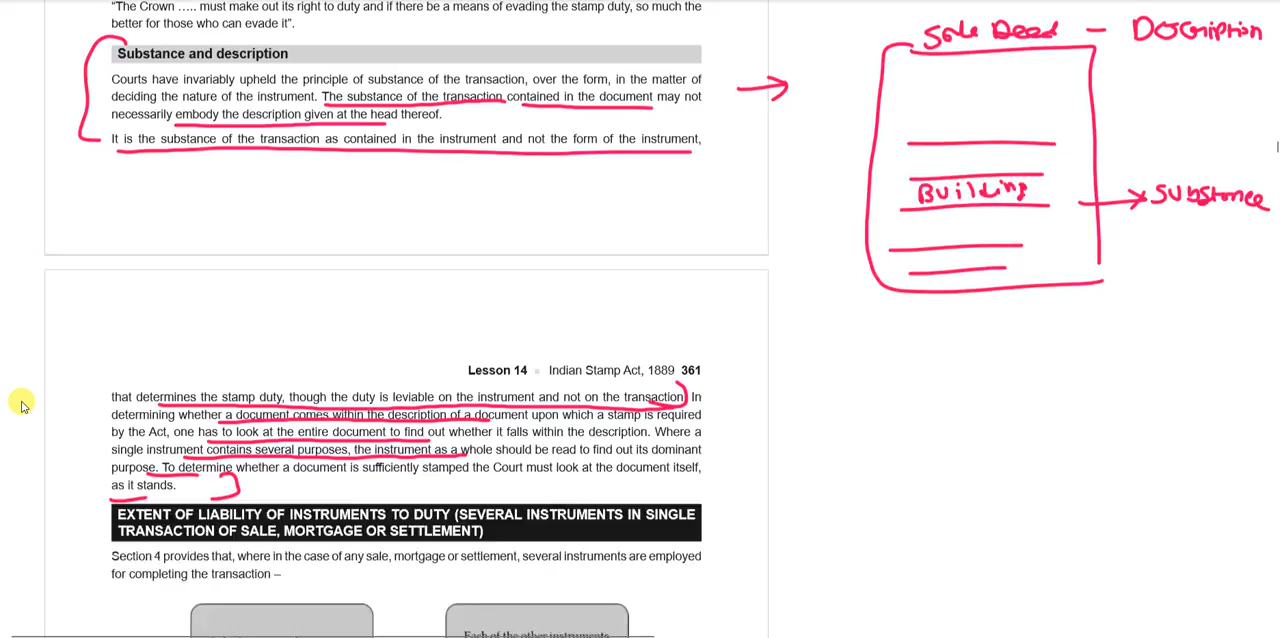 "The Crown ….. must make out its right to duty and if there be a means of evading the stamp duty, so much the
better for those who can evade it".
Substance and description
Courts have invariably upheld the principle of substance of the transaction, over the form, in the matter of
deciding the nature of the instrument. The substance of the transaction contained in the document may not
necessarily embody the description given at the head thereof.
It is the substance of the transaction as contained in the instrument and not the form of the instrument,
Sale Deed – Description
Building
Substance
Lesson 14 Indian Stamp Act, 1889 361
that determines the stamp duty, though the duty is leviable on the instrument and not on the transaction. In
determining whether a document comes within the description of a document upon which a stamp is required
by the Act, one has to look at the entire document to find out whether it falls within the description. Where a
single instrument contains several purposes, the instrument as a whole should be read to find out its dominant
purpose. To determine whether a document is sufficiently stamped the Court must look at the document itself,
as it stands.
EXTENT OF LIABILITY OF INSTRUMENTS TO DUTY (SEVERAL INSTRUMENTS IN SINGLE
TRANSACTION OF SALE, MORTGAGE OR SETTLEMENT)
Section 4 provides that, where in the case of any sale, mortgage or settlement, several instruments are employed
for completing the transaction –
Each of the other instruments